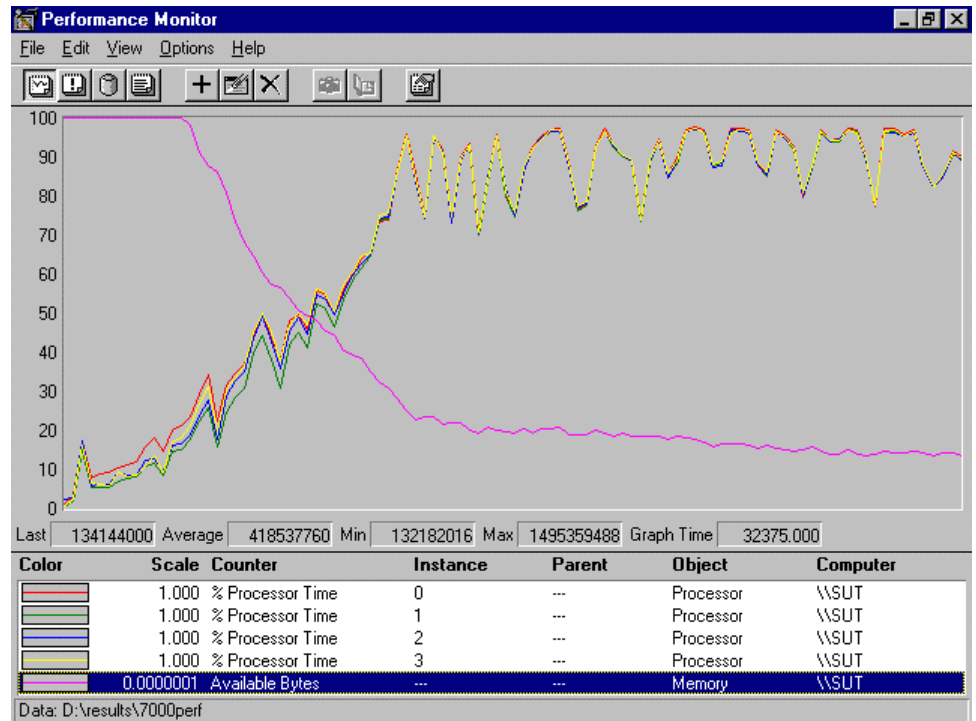 Performance Monitor
File Edit View Options Help
100
90
80
70
60
50
40
30
20
10
0
Last 134144000 Average 418537760 Min 132182016 Max 1495359488 Graph Time 32375.000
Color Scale Counter Instance Parent Object Computer
1.000 % Processor Time 0 --- Processor \\SUT
1.000 % Processor Time 1 --- Processor \\SUT
1.000 % Processor Time 2 --- Processor \\SUT
1.000 % Processor Time 3 --- Processor \\SUT
0.0000001 Available Bytes --- --- Memory \\SUT
Data: D:\results\7000perf